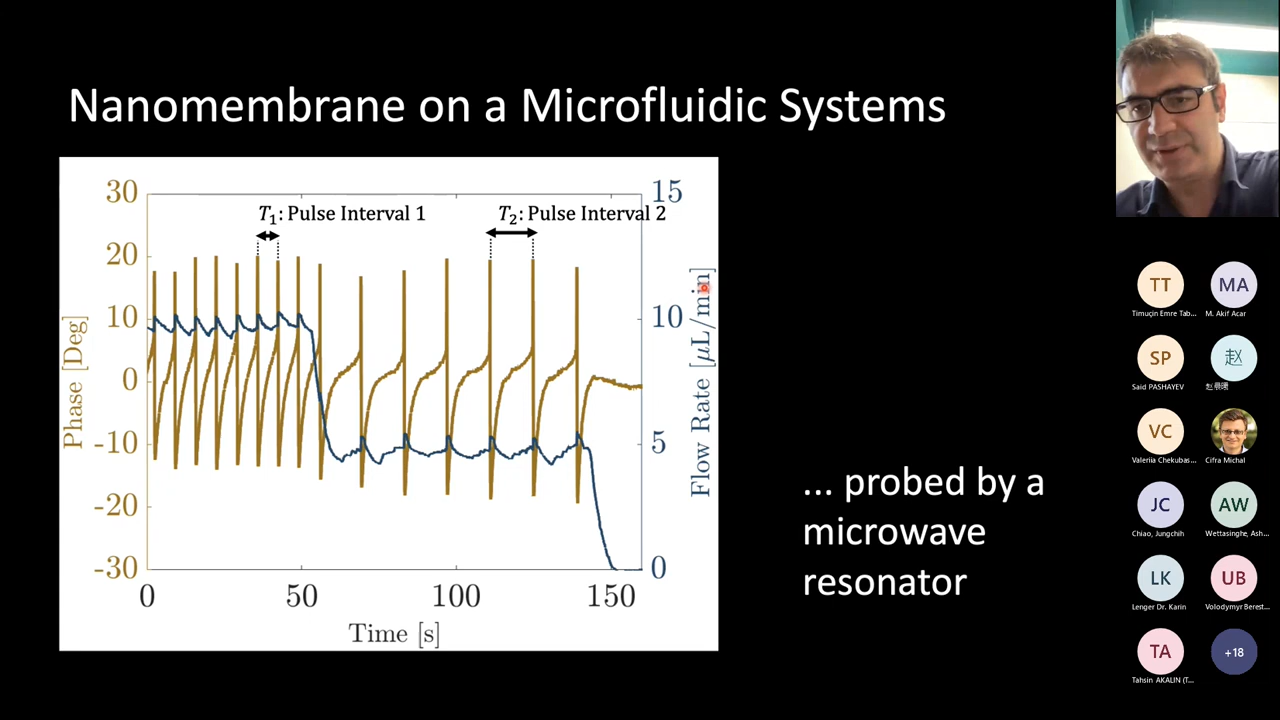 Nanomembrane on a Microfluidic Systems
30
20
10
0
-10
-20
-30
Phase [Deg]
T₁: Pulse Interval 1
T₂: Pulse Interval 2
15
10
5
0
Flow Rate [μL/min]
0
50
100
150
Time [s]
... probed by a
microwave
resonator
TT
Timuçin Emre Tab...
MA
M. Akif Acar
SP
Said PASHAYEV
赵
VC
Valeriia Chekubas...
Cifra Michal
JC
Chiao, Jungchih
AW
Wettasinghe, Ash...
LK
Lenger Dr. Karin
UB
Volodymyr Berest...
TA
Tahsin AKALIN (T...
+18